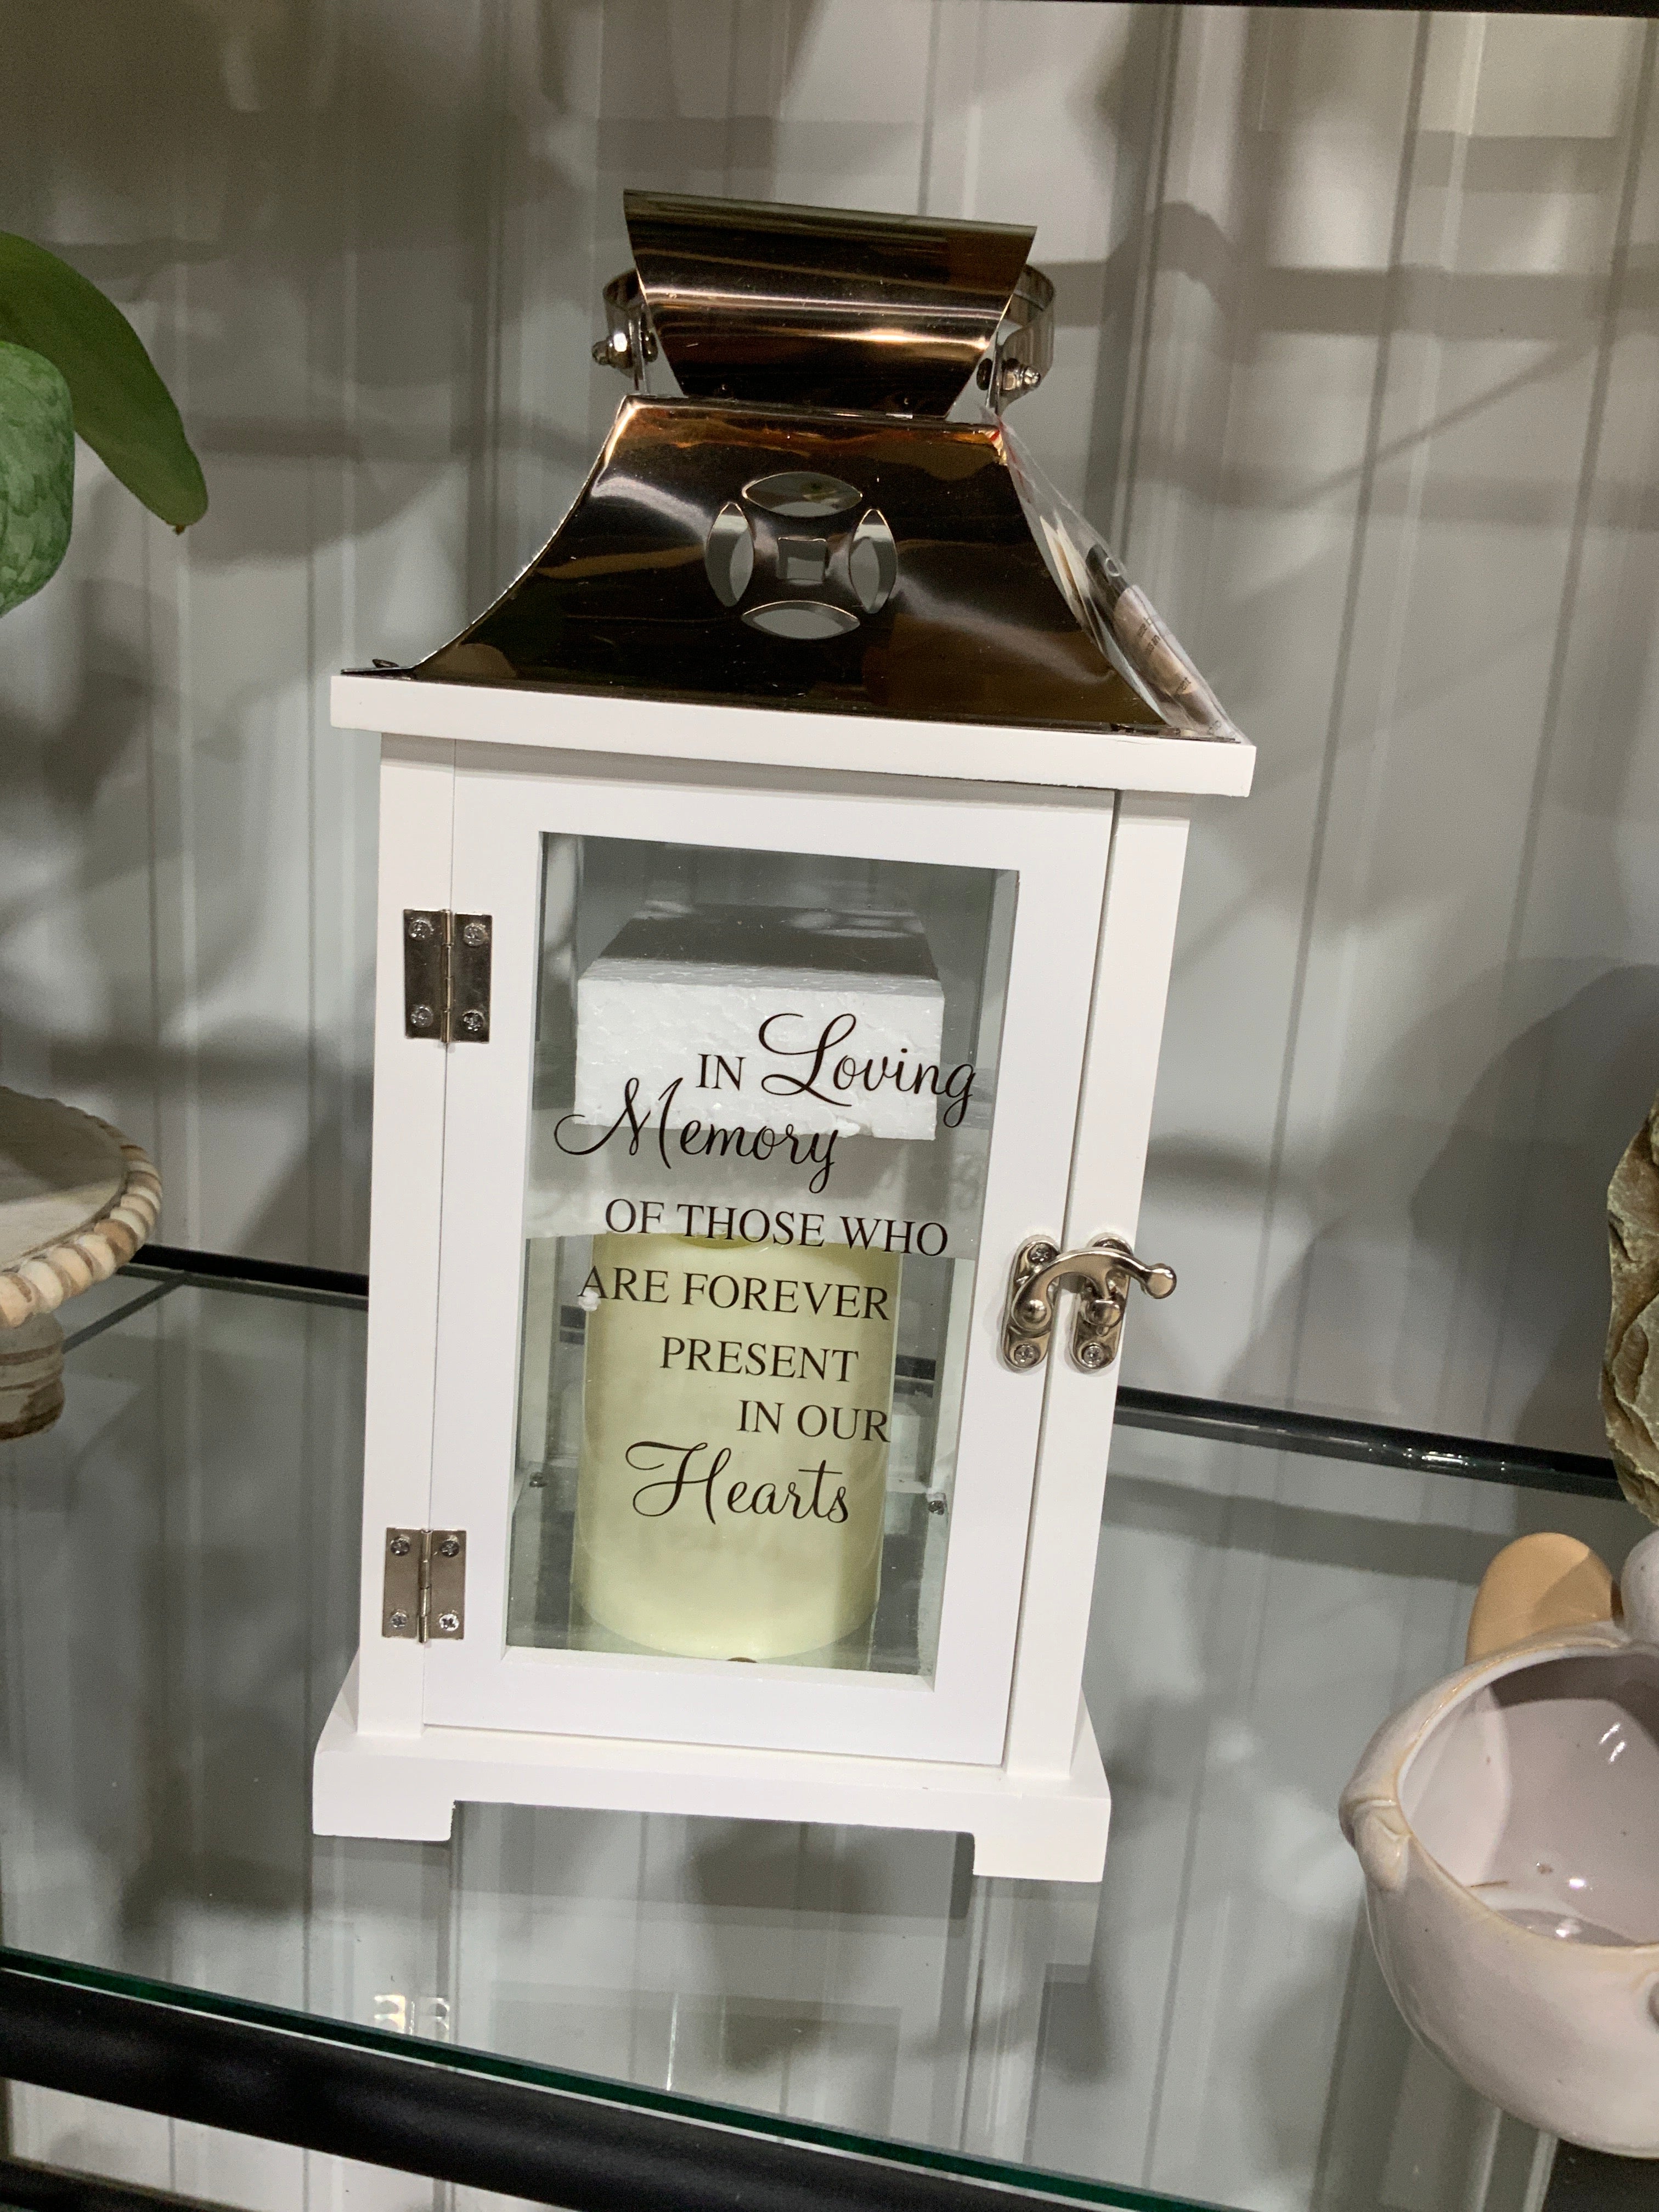 IN Loving
Memory
OF THOSE WHO
ARE FOREVER
PRESENT
IN OUR
Hearts